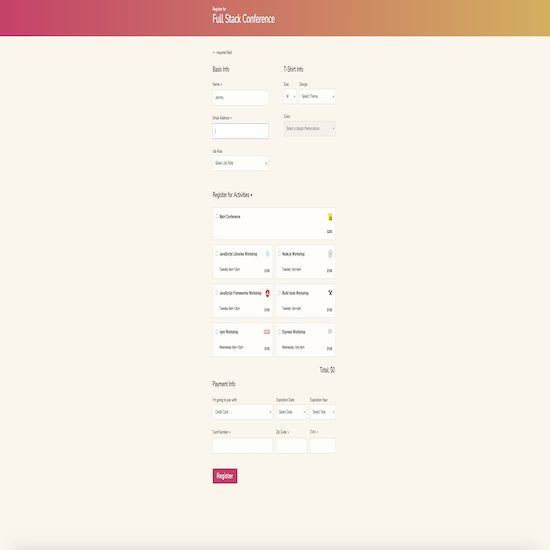 Register for
Full Stack Conference
* - required field
Basic Info
Name *
Email Address *
Job Role
Select Job Role
T-Shirt Info
Size: Design:
M Select Theme
Color:
Select a design theme above
Register for Activities *
Main Conference
$200
JavaScript Libraries Workshop
Tuesday 9am-12pm
$100
Node.js Workshop
Tuesday 1pm-4pm
$100
JavaScript Frameworks Workshop
Tuesday 9am-12pm
$100
Build tools Workshop
Tuesday 1pm-4pm
$100
npm Workshop
Wednesday 9am-12pm
$100
Express Workshop
Wednesday 1pm-4pm
$100
Total: $0
Payment Info
I'm going to pay with: Expiration Date: Expiration Year:
Credit Card Select Date Select Year
Card Number * Zip Code * CVV *
Register